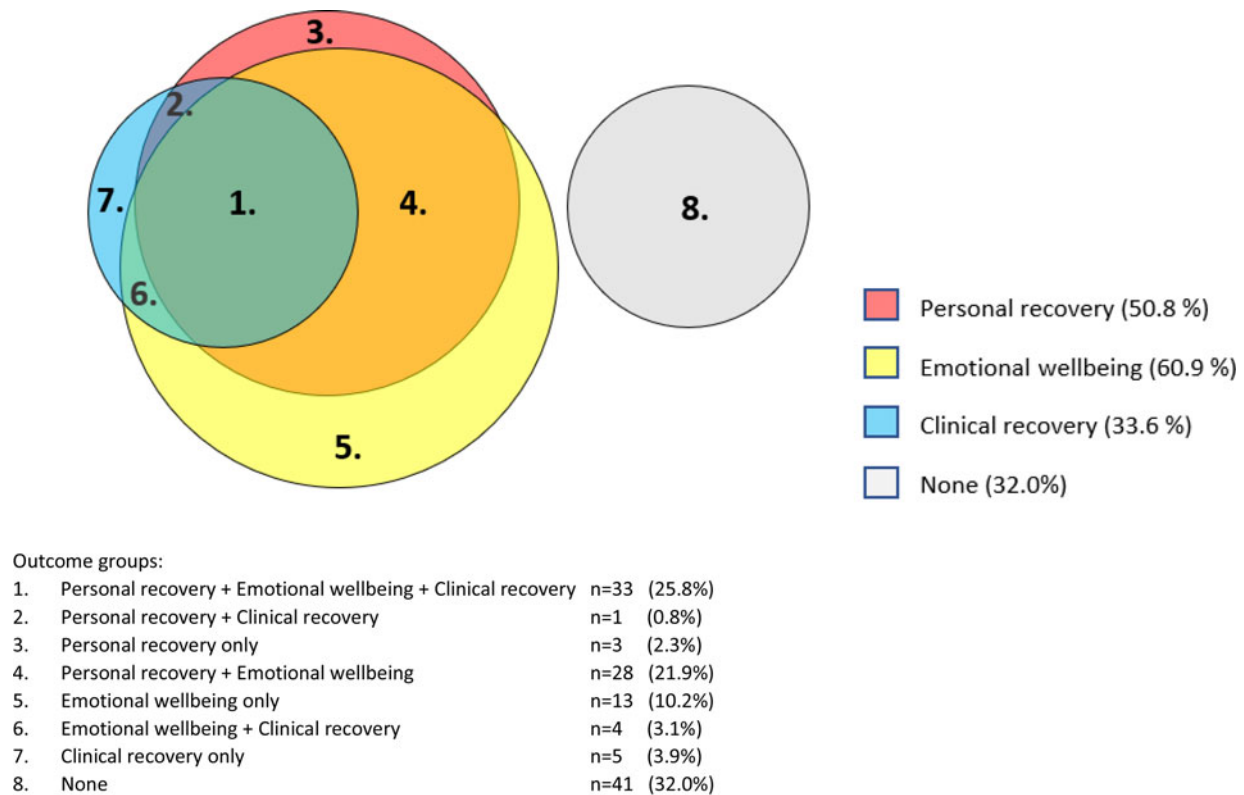 3.
2.
7.
1.
4.
8.
6.
5.
Personal recovery (50.8 %)
Emotional wellbeing (60.9 %)
Clinical recovery (33.6 %)
None (32.0%)
Outcome groups:
1. Personal recovery + Emotional wellbeing + Clinical recovery n=33 (25.8%)
2. Personal recovery + Clinical recovery n=1 (0.8%)
3. Personal recovery only n=3 (2.3%)
4. Personal recovery + Emotional wellbeing n=28 (21.9%)
5. Emotional wellbeing only n=13 (10.2%)
6. Emotional wellbeing + Clinical recovery n=4 (3.1%)
7. Clinical recovery only n=5 (3.9%)
8. None n=41 (32.0%)